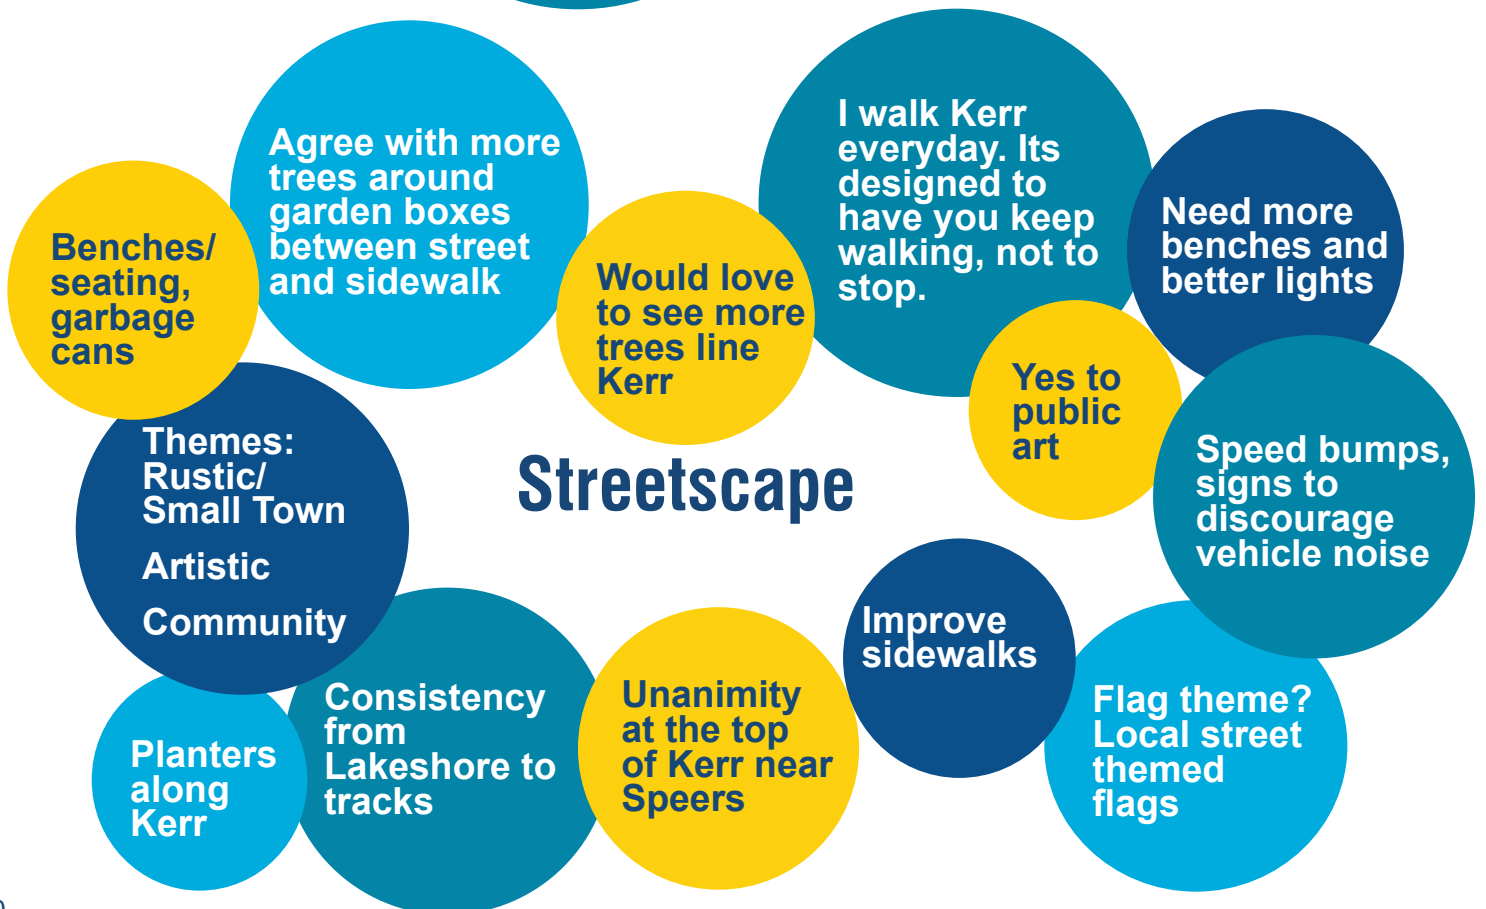 Agree with more
trees around
garden boxes
between street
and sidewalk
I walk Kerr
everyday. Its
designed to
have you keep
walking, not to
stop.
Need more
benches and
better lights
Benches/
seating,
garbage
cans
Would love
to see more
trees line
Kerr
Yes to
public
art
Themes:
Rustic/
Small Town
Artistic
Community
Streetscape
Speed bumps,
signs to
discourage
vehicle noise
Improve
sidewalks
Consistency
from
Lakeshore to
tracks
Unanimity
at the top
of Kerr near
Speers
Flag theme?
Local street
themed
flags
Planters
along
Kerr